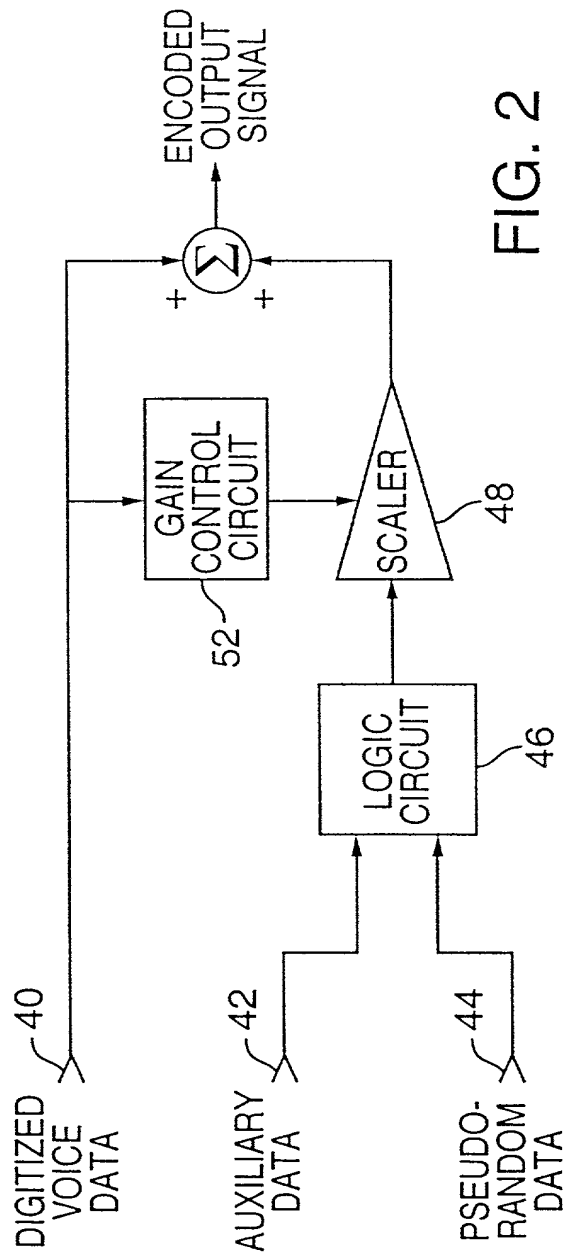 DIGITIZED
VOICE
DATA
40
AUXILIARY
DATA
42
PSEUDO-
RANDOM
DATA
44
LOGIC
CIRCUIT
46
GAIN
CONTROL
CIRCUIT
52
SCALER
48
+
Σ
+
ENCODED
OUTPUT
SIGNAL
FIG. 2